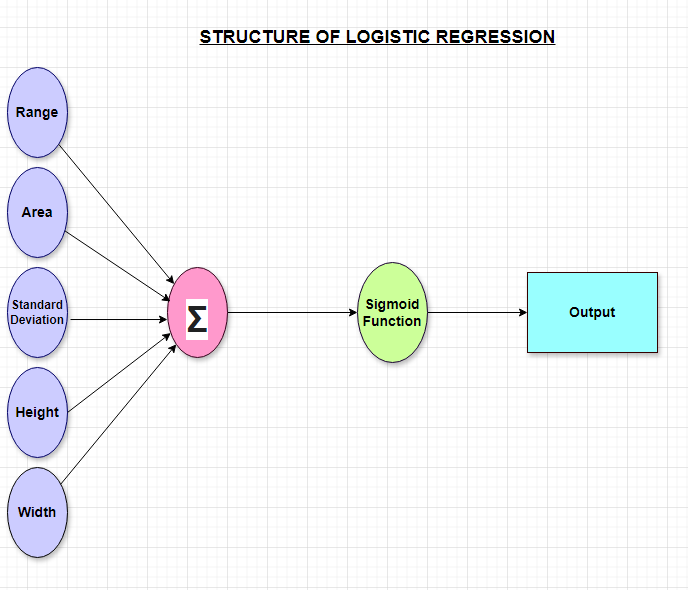 STRUCTURE OF LOGISTIC REGRESSION
Range
Area
Standard
Deviation
Height
Width
Σ
Sigmoid
Function
Output